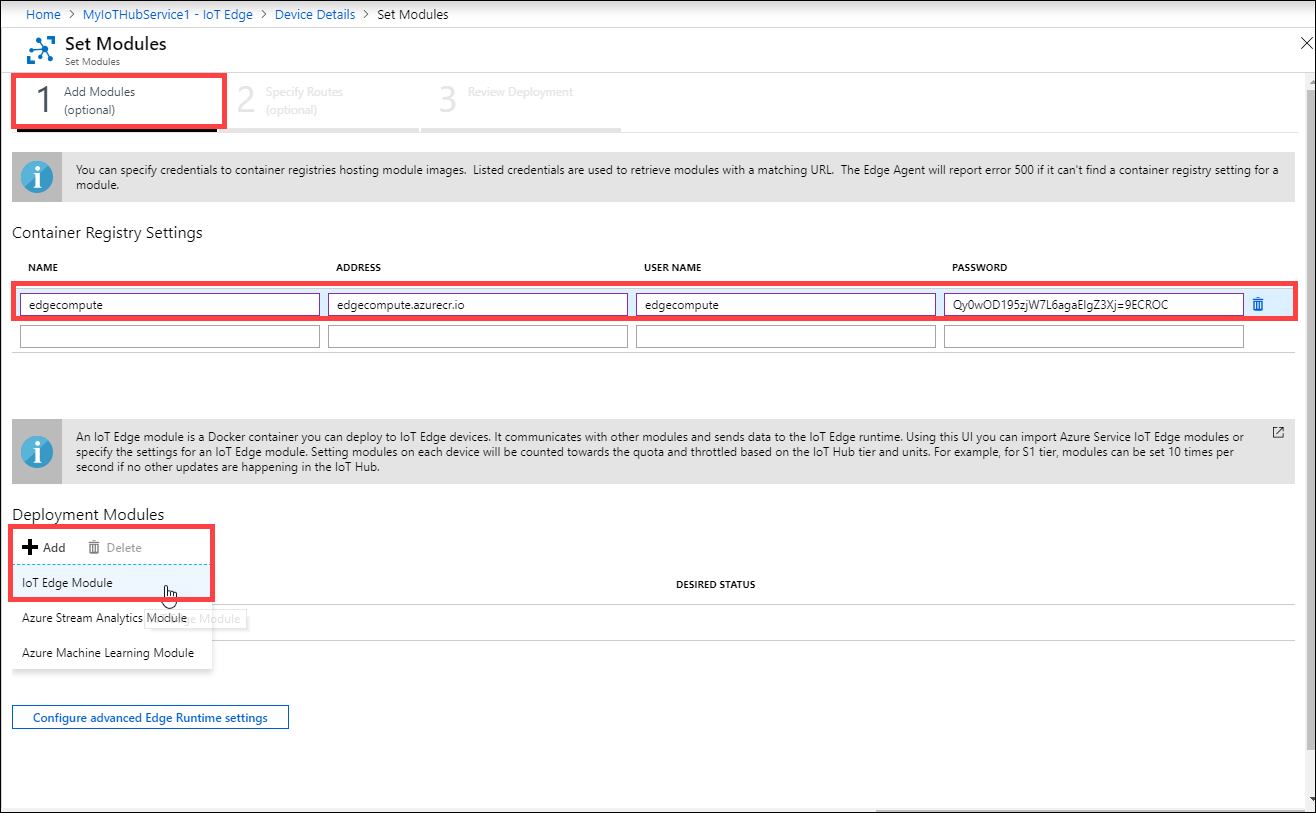 Home > MyIoTHubService1 - IoT Edge > Device Details > Set Modules
Set Modules
Set Modules
1 Add Modules (optional)
2 Specify Routes (optional)
3 Review Deployment
You can specify credentials to container registries hosting module images. Listed credentials are used to retrieve modules with a matching URL. The Edge Agent will report error 500 if it can't find a container registry setting for a
module.
Container Registry Settings
NAME ADDRESS USER NAME PASSWORD
edgecompute edgecompute.azurecr.io edgecompute Qy0wOD195zjW7L6agaElgZ3Xj=9ECROC
An IoT Edge module is a Docker container you can deploy to IoT Edge devices. It communicates with other modules and sends data to the IoT Edge runtime. Using this UI you can import Azure Service IoT Edge modules or
specify the settings for an IoT Edge module. Setting modules on each device will be counted towards the quota and throttled based on the IoT Hub tier and units. For example, for S1 tier, modules can be set 10 times per
second if no other updates are happening in the IoT Hub.
Deployment Modules
Add Delete
IoT Edge Module
DESIRED STATUS
Azure Stream Analytics Module
Module
Azure Machine Learning Module
Configure advanced Edge Runtime settings